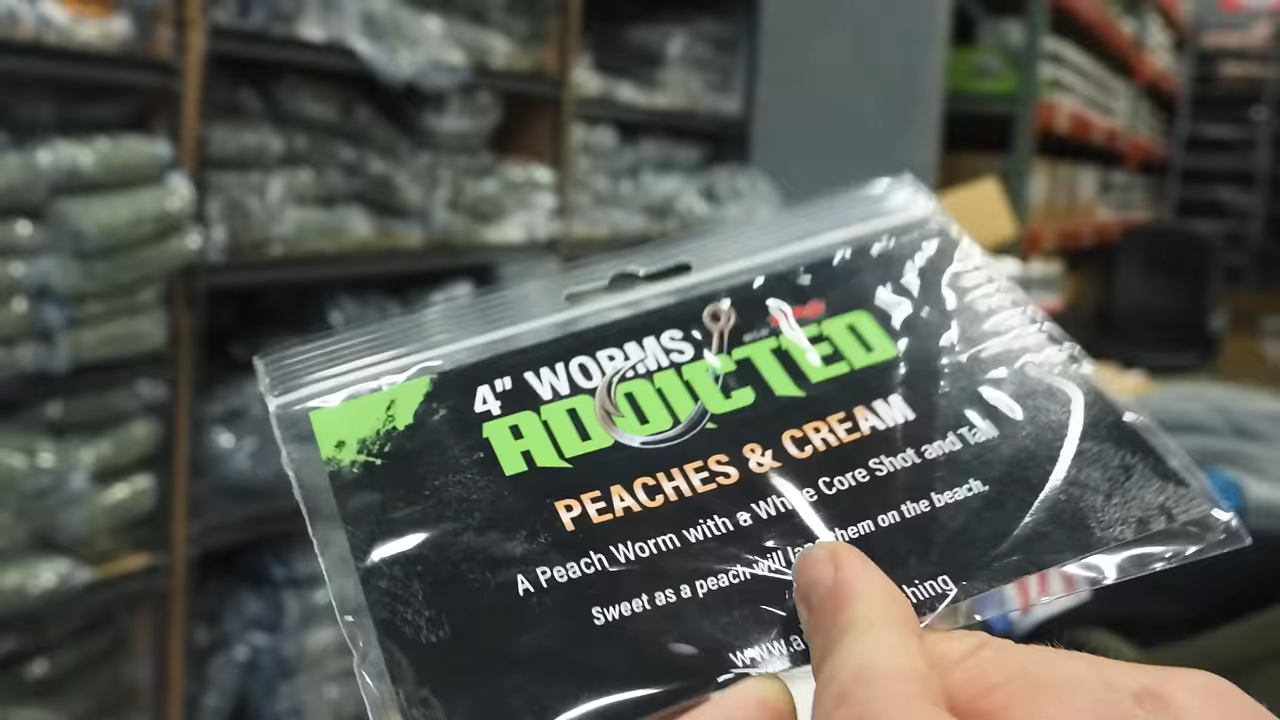 4" WORMS
ADDICTED
PEACHES & CREAM
A Peach Worm with a White Core Shot and Tail
Sweet as a peach will them on the beach.